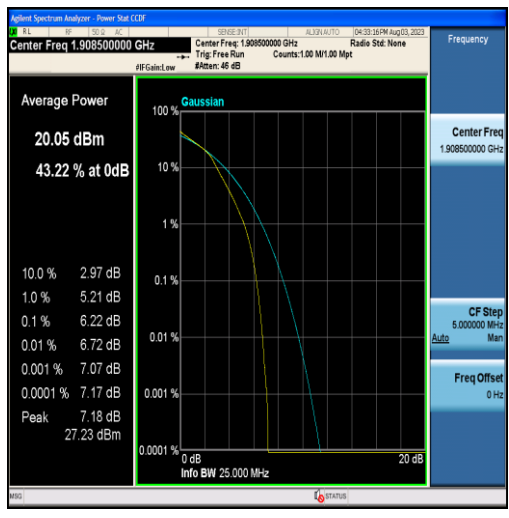 Agilent Spectrum Analyzer - Power Stat CCDF
RL RF 50 Ω AC SENSE:INT ALIGN AUTO 04:33:16 PM Aug 03, 2023
Center Freq 1.908500000 GHz
Center Freq: 1.908500000 GHz Radio Std: None
Trig: Free Run Counts:1.00 M/1.00 Mpt
#IFGain:Low #Atten: 46 dB
Frequency
Average Power
20.05 dBm
43.22 % at 0dB
10.0 % 2.97 dB
1.0 % 5.21 dB
0.1 % 6.22 dB
0.01 % 6.72 dB
0.001 % 7.07 dB
0.0001 % 7.17 dB
Peak 7.18 dB
27.23 dBm
Gaussian
100 %
10 %
1 %
0.1 %
0.01 %
0.001 %
0.0001 %
0 dB 20 dB
Info BW 25.000 MHz
Center Freq
1.908500000 GHz
CF Step
5.000000 MHz
Auto Man
Freq Offset
0 Hz
MSG STATUS